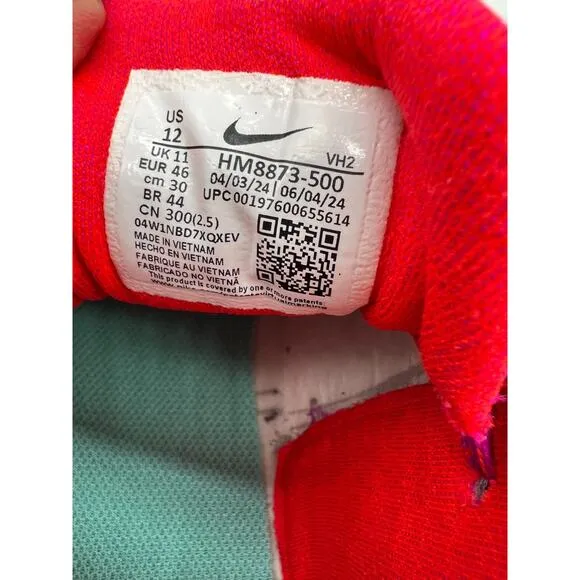 US
12
UK 11
EUR 46
cm 30
BR 44
CN 300(2.5)
VH2
HM8873-500
04/03/24 | 06/04/24
UPC 00197600655614
04W1NBD7XQXEV
MADE IN VIETNAM
HECHO EN VIETNAM
FABRIQUE AU VIETNAM
FABRICADO NO VIETNÃ
This product is covered by one or more patents